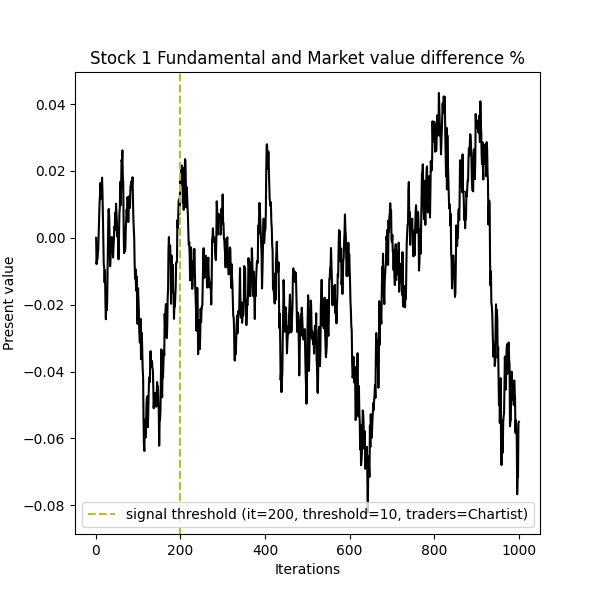 Stock 1 Fundamental and Market value difference %
Present value
0.04
0.02
0.00
−0.02
−0.04
−0.06
−0.08
signal threshold (it=200, threshold=10, traders=Chartist)
0 200 400 600 800 1000
Iterations